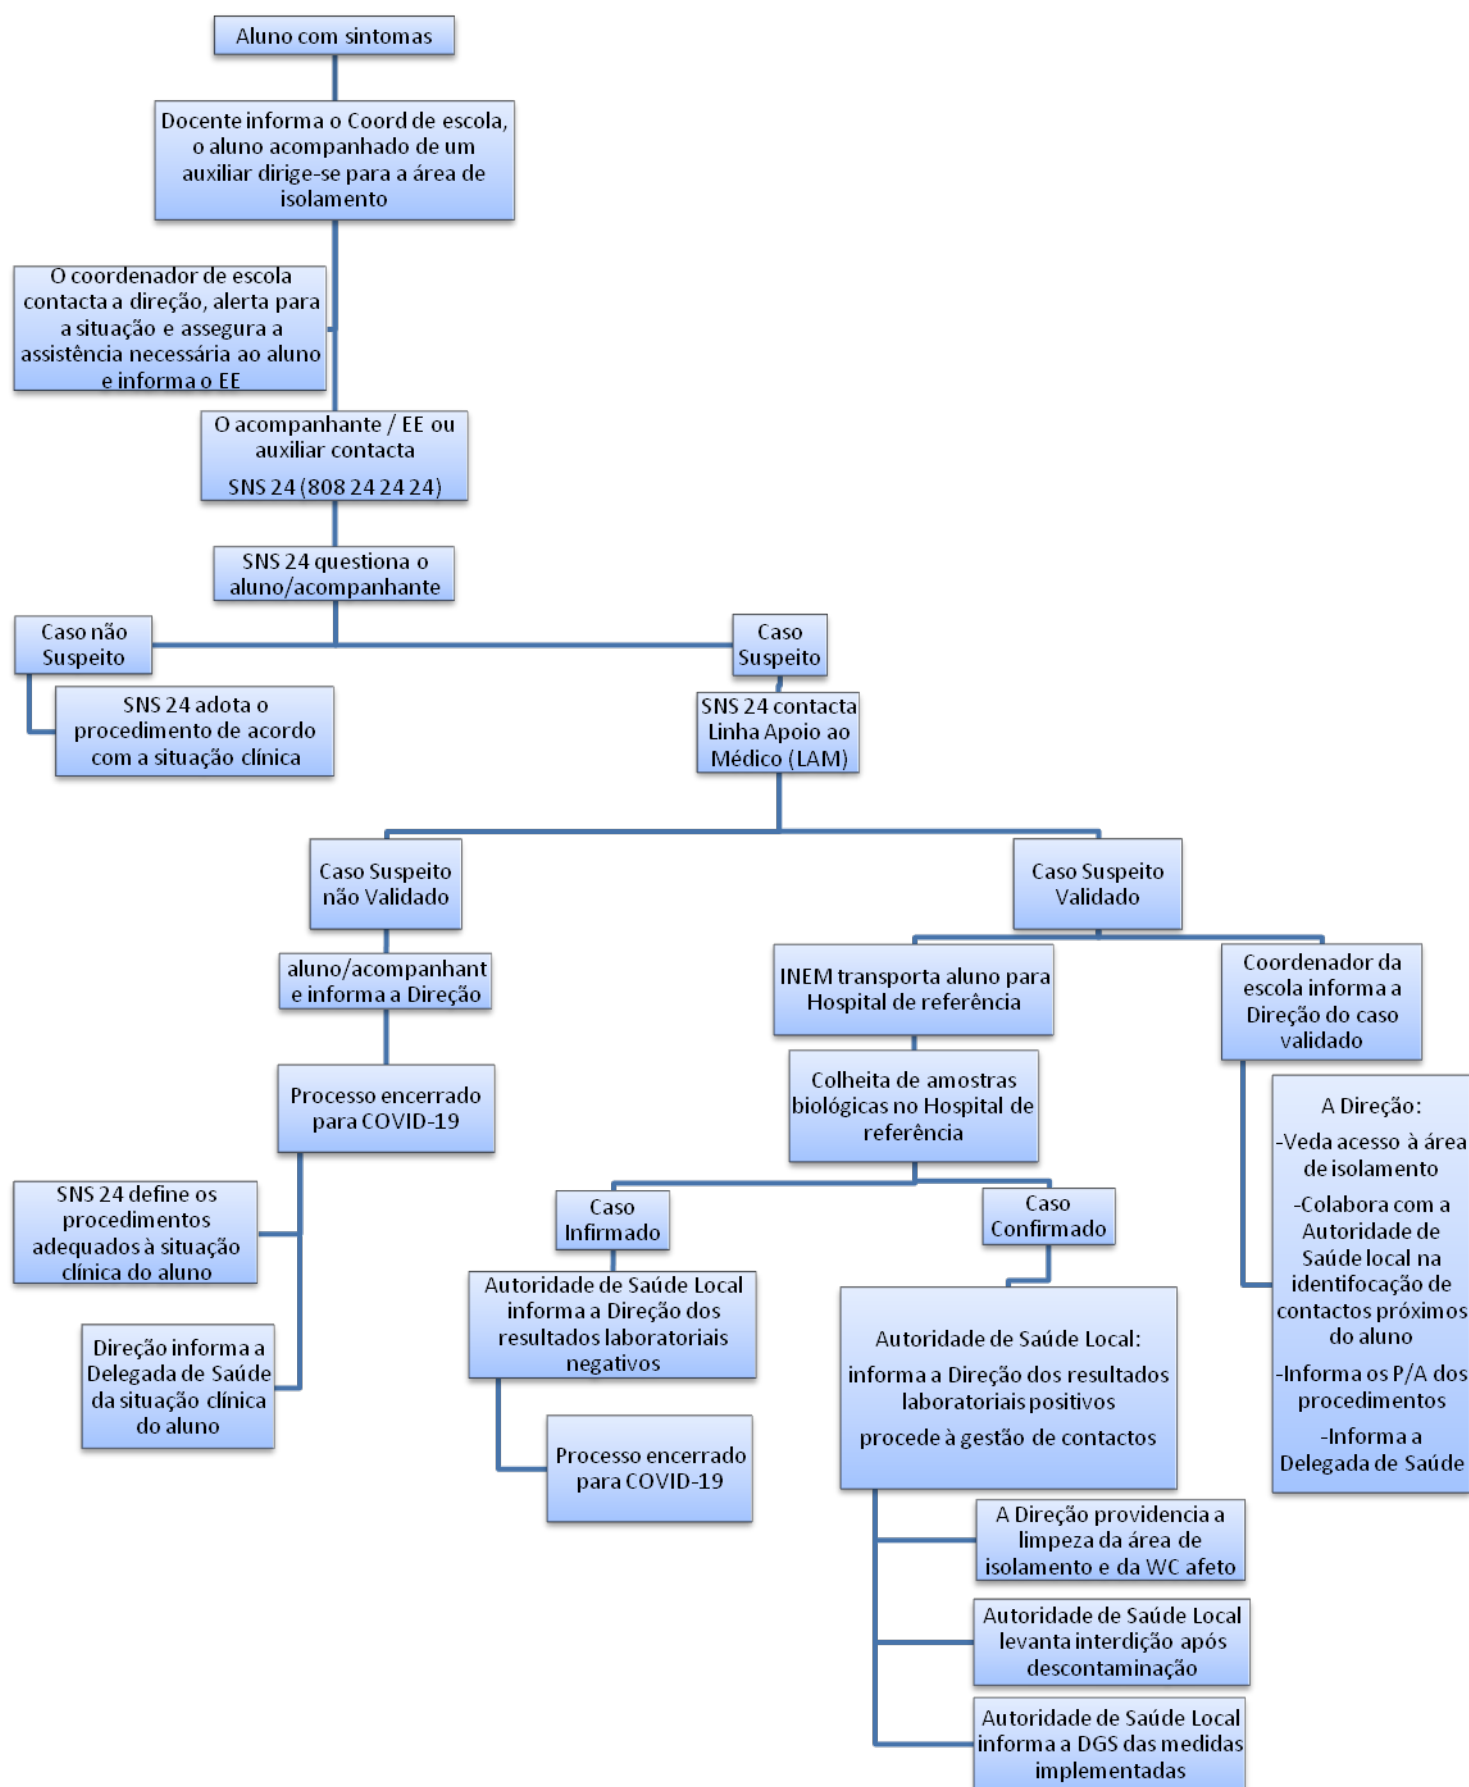 Aluno com sintomas
Docente informa o Coord de escola,
o aluno acompanhado de um
auxiliar dirige-se para a área de
isolamento
O coordenador de escola
contacta a direção, alerta para
a situação e assegura a
assistência necessária ao aluno
e informa o EE
O acompanhante / EE ou
auxiliar contacta
SNS 24 (808 24 24 24)
SNS 24 questiona o
aluno/acompanhante
Caso não
Suspeito
SNS 24 adota o
procedimento de acordo
com a situação clínica
Caso
Suspeito
SNS 24 contacta
Linha Apoio ao
Médico (LAM)
Caso Suspeito
não Validado
aluno/acompanhant
e informa a Direção
Processo encerrado
para COVID-19
SNS 24 define os
procedimentos
adequados à situação
clínica do aluno
Direção informa a
Delegada de Saúde
da situação clínica
do aluno
Caso Suspeito
Validado
INEM transporta aluno para
Hospital de referência
Colheita de amostras
biológicas no Hospital de
referência
Caso
Infirmado
Autoridade de Saúde Local
informa a Direção dos
resultados laboratoriais
negativos
Processo encerrado
para COVID-19
Caso
Confirmado
Autoridade de Saúde Local:
informa a Direção dos resultados
laboratoriais positivos
procede à gestão de contactos
A Direção providencia a
limpeza da área de
isolamento e da WC afeto
Autoridade de Saúde Local
levanta interdição após
descontaminação
Autoridade de Saúde Local
informa a DGS das medidas
implementadas
Coordenador da
escola informa a
Direção do caso
validado
A Direção:
-Veda acesso à área
de isolamento
-Colabora com a
Autoridade de
Saúde local na
identifocação de
contactos próximos
do aluno
-Informa os P/A dos
procedimentos
-Informa a
Delegada de Saúde